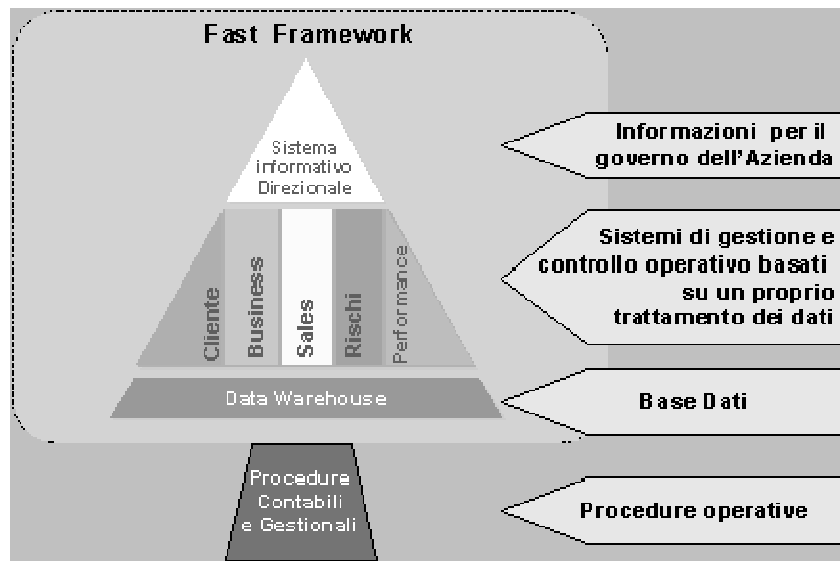 Fast Framework
Sistema
informativo
Direzionale
Informazioni per il
governo dell'Azienda
Cliente
Business
Sales
Rischi
Performance
Sistemi di gestione e
controllo operativo basati
su un proprio
trattamento dei dati
Data Warehouse
Base Dati
Procedure
Contabili
e Gestionali
Procedure operative